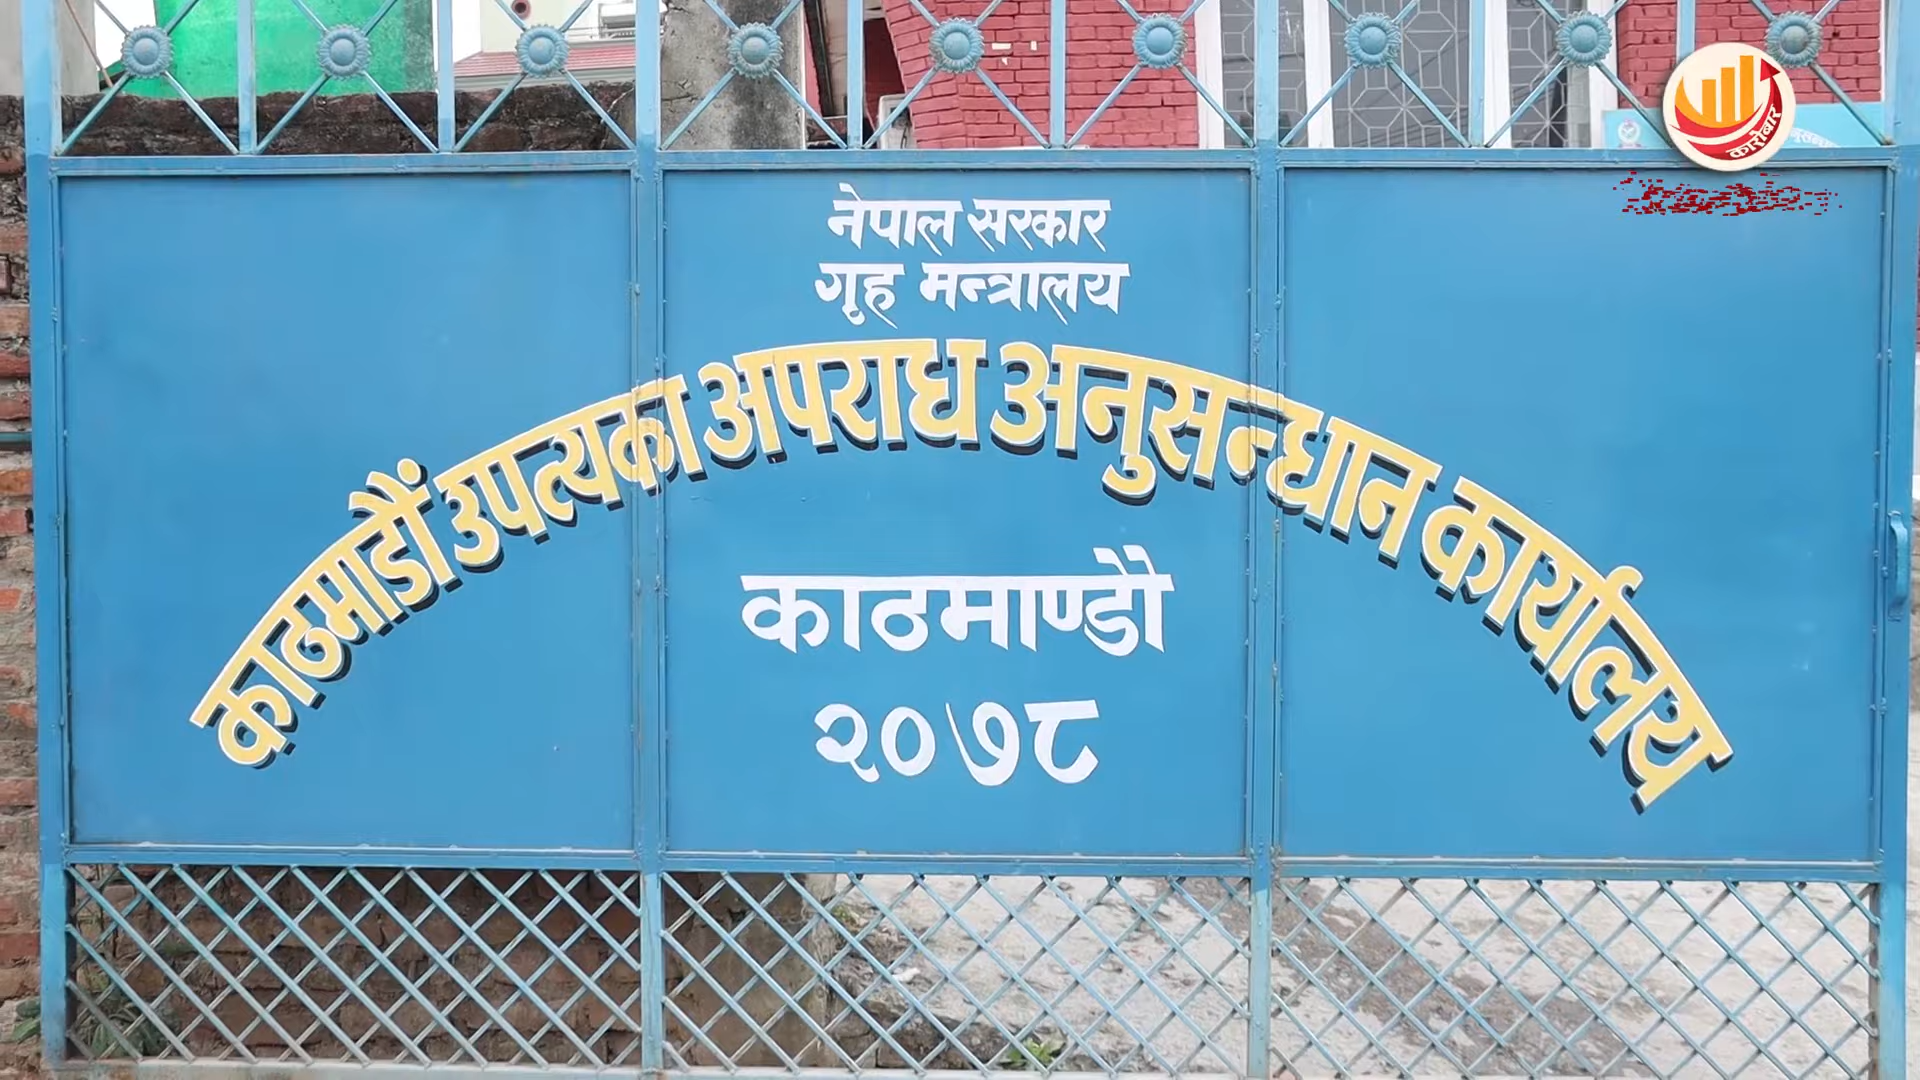 नेपाल सरकार
गृह मन्त्रालय
काठमाडौं उपत्यका अपराध अनुसन्धान कार्यालय
काठमाण्डौ
२०७८
कारोबार